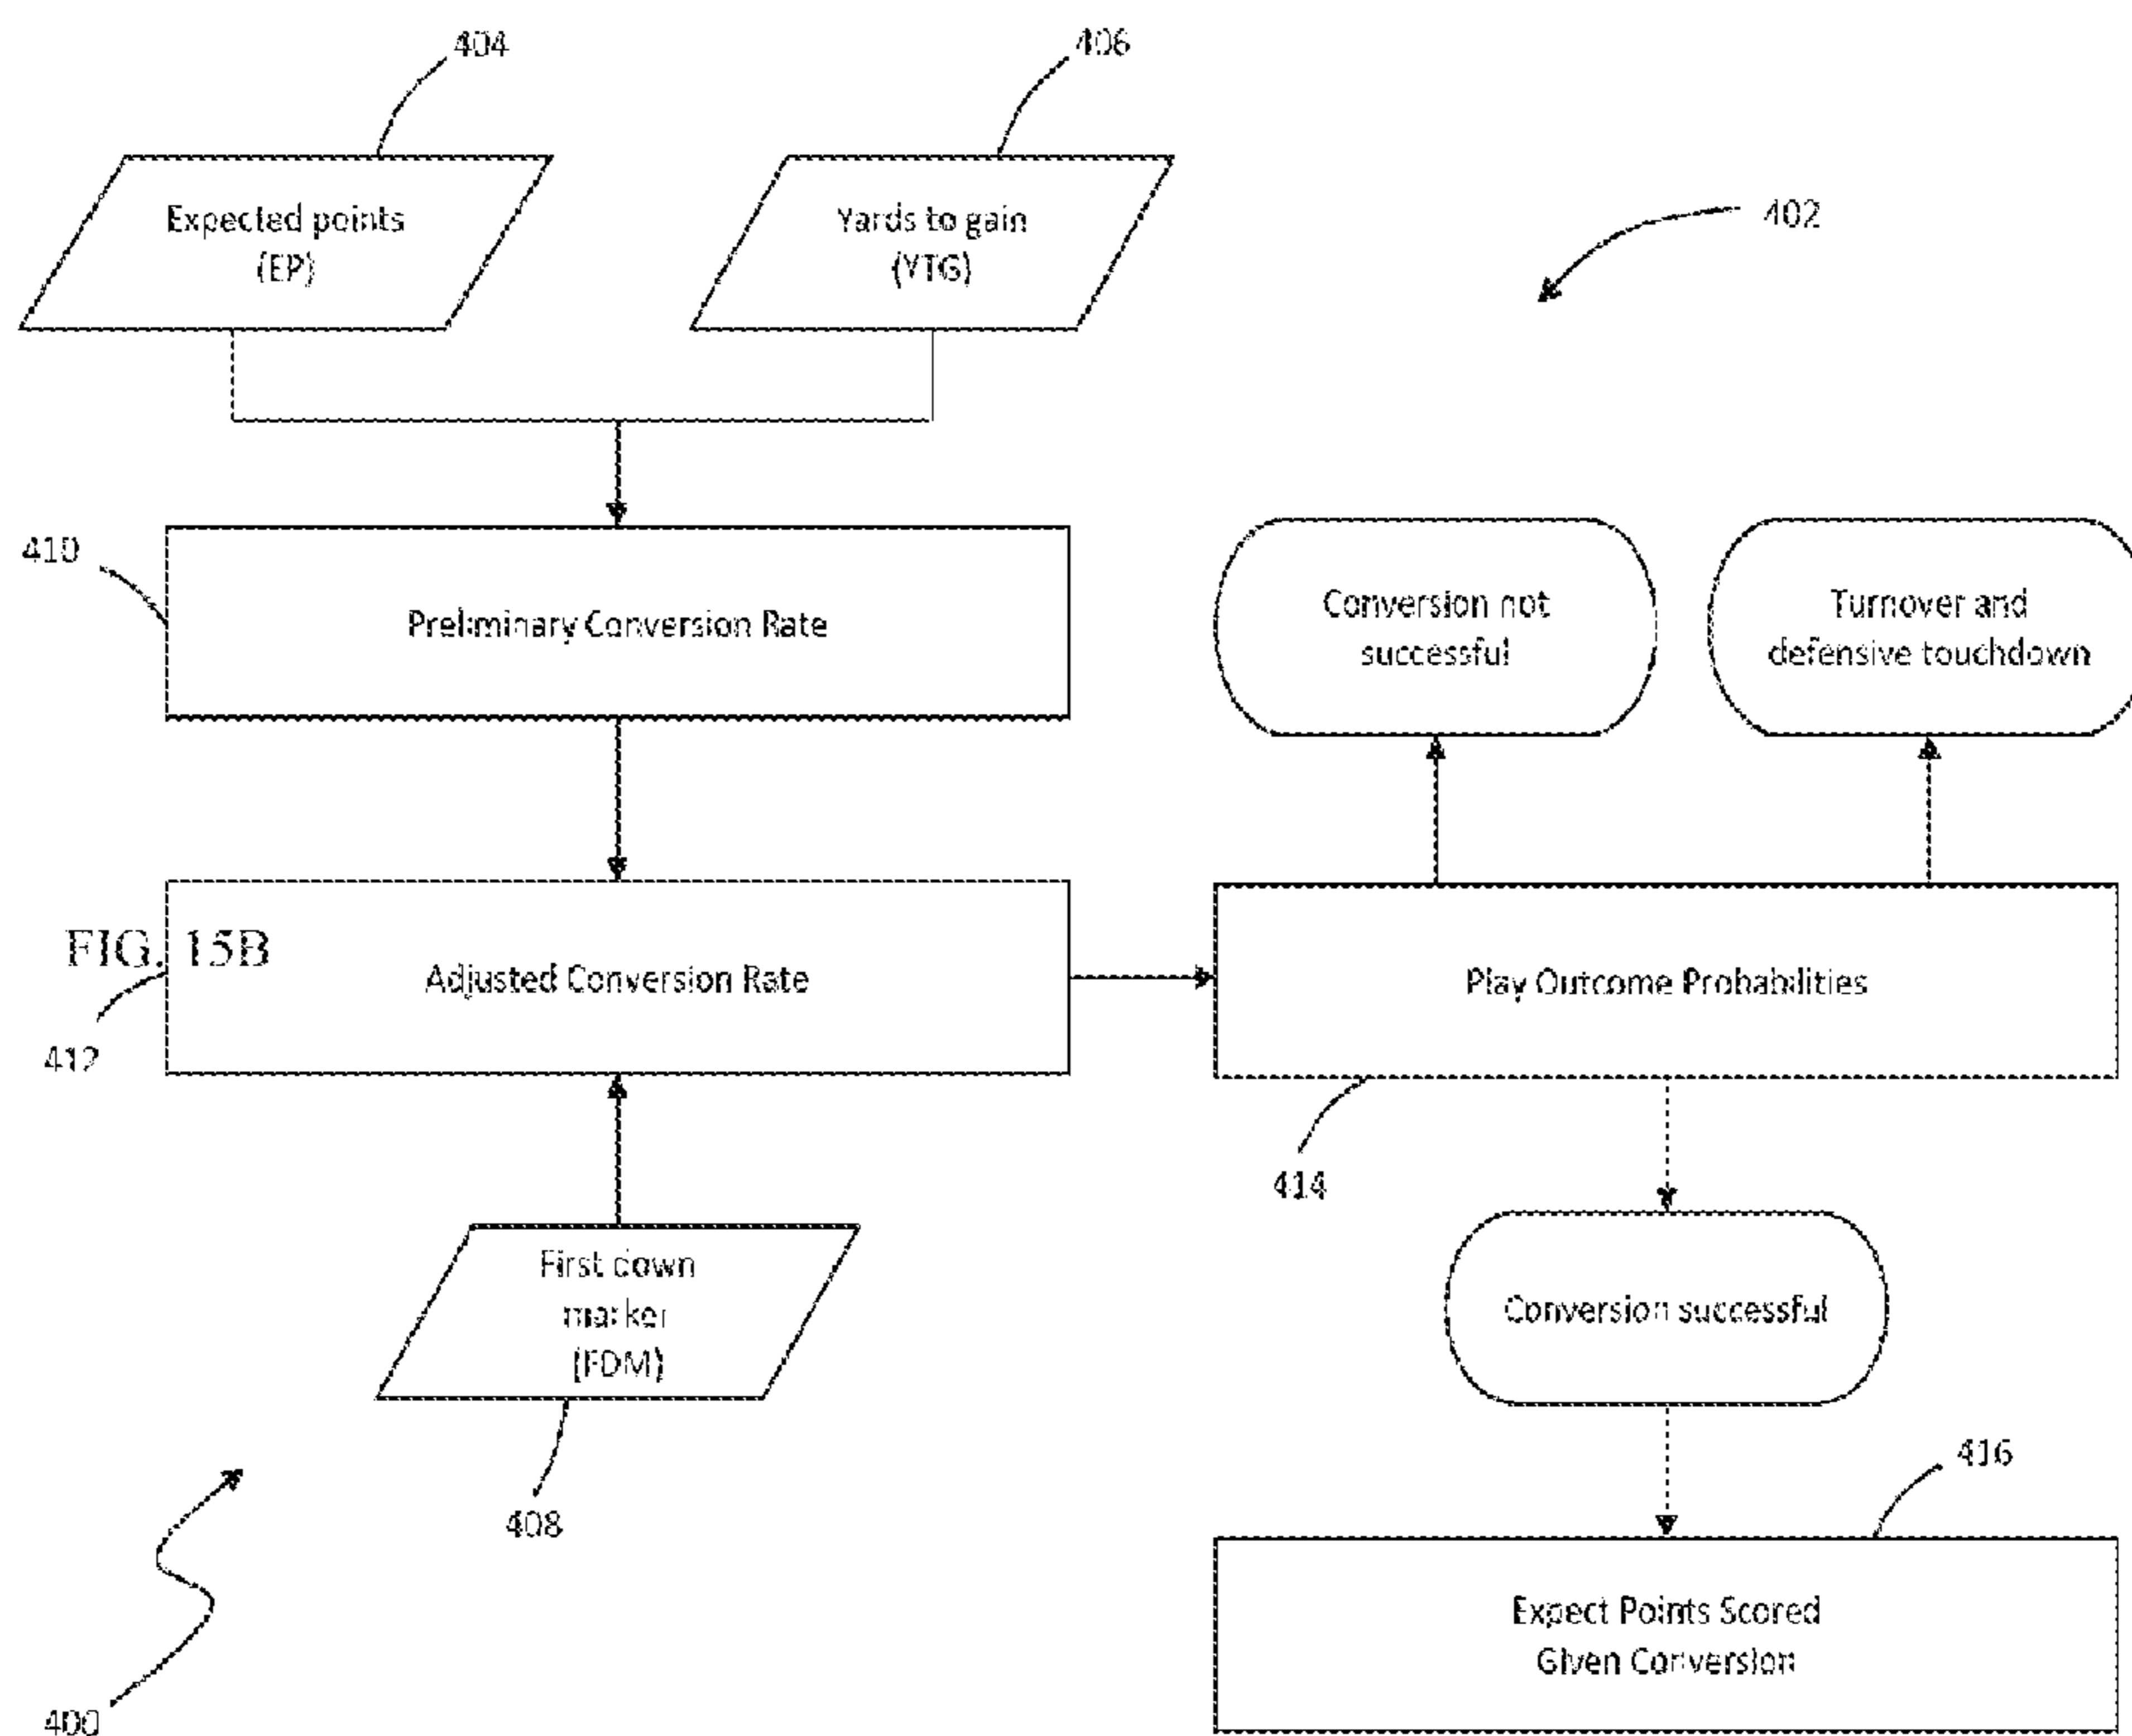 404
406
Expected points
(EP)
Yards to gain
(YTG)
402
410
Preliminary Conversion Rate
Conversion not
successful
Turnover and
defensive touchdown
FIG. 15B
412
Adjusted Conversion Rate
Play Outcome Probabilities
414
First down
marker
(FDM)
408
Conversion successful
416
Expect Points Scored
Given Conversion
400